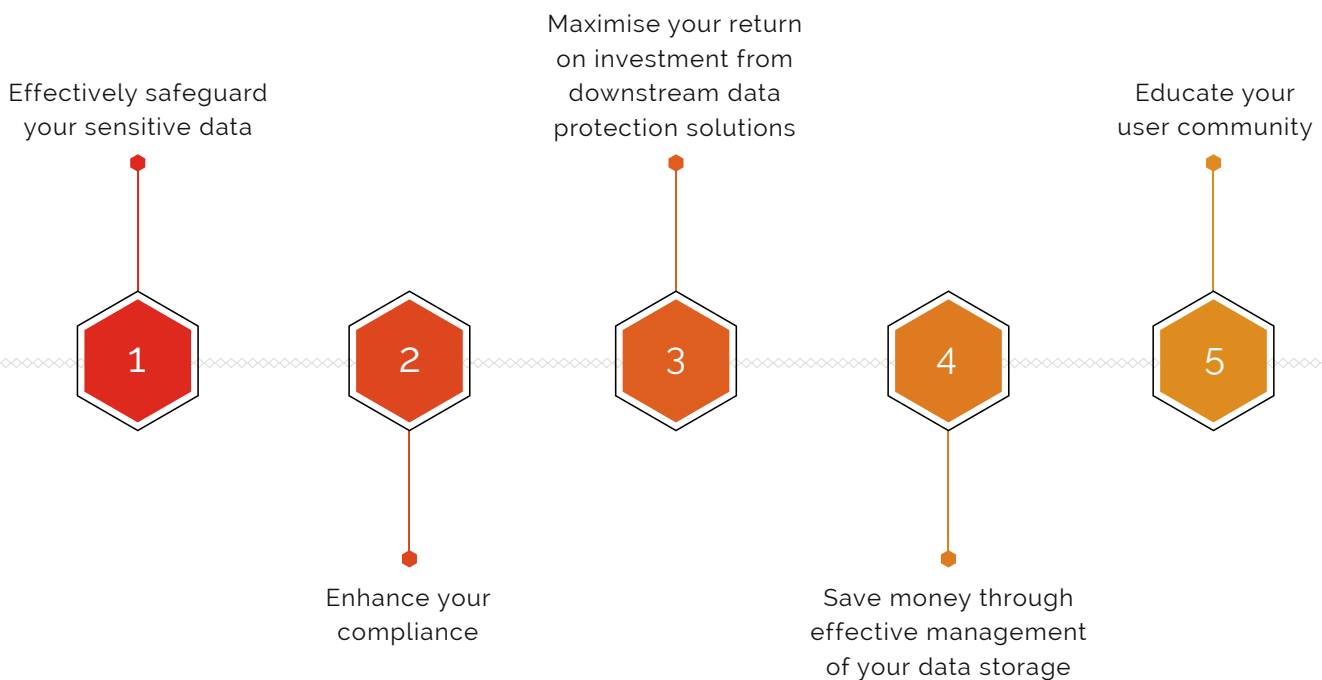 Effectively safeguard
your sensitive data
1
2
Enhance your
compliance
Maximise your return
on investment from
downstream data
protection solutions
3
4
Save money through
effective management
of your data storage
Educate your
user community
5